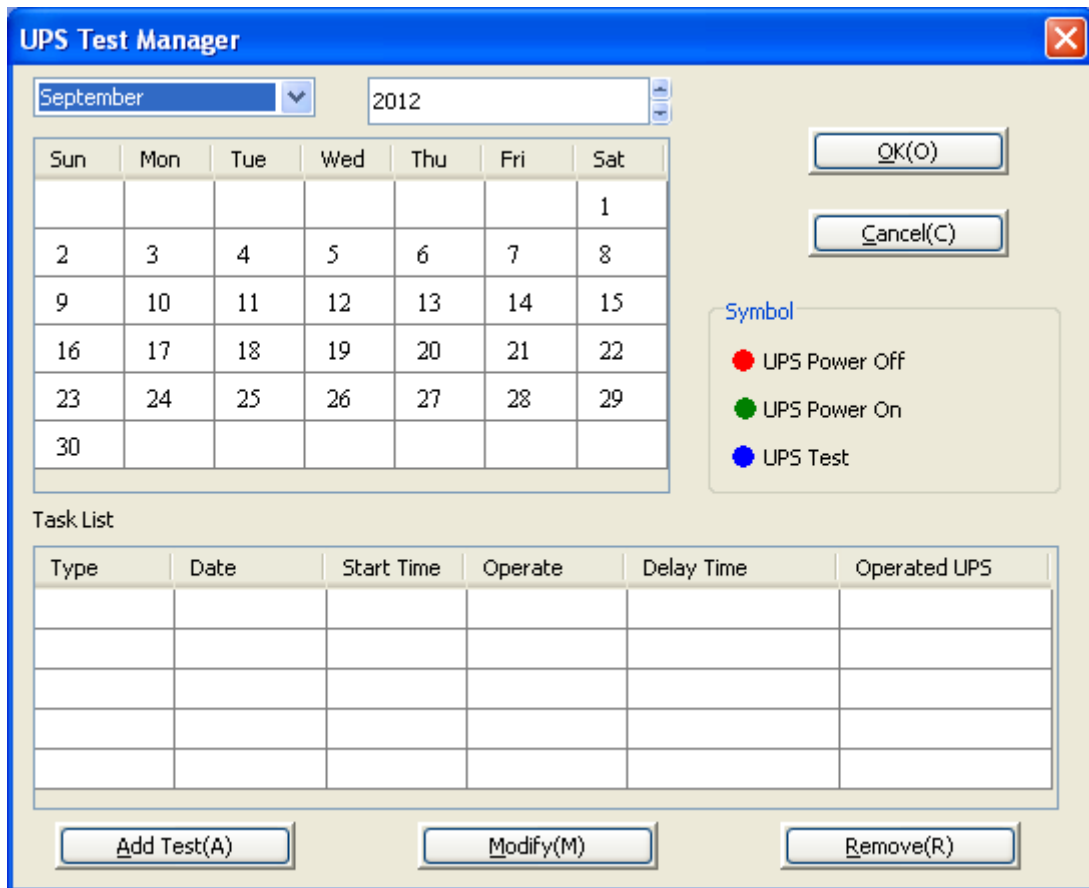 UPS Test Manager
September 2012
Sun Mon Tue Wed Thu Fri Sat
1
2 3 4 5 6 7 8
9 10 11 12 13 14 15
16 17 18 19 20 21 22
23 24 25 26 27 28 29
30
OK(O)
Cancel(C)
Symbol
UPS Power Off
UPS Power On
UPS Test
Task List
Type Date Start Time Operate Delay Time Operated UPS
Add Test(A) Modify(M) Remove(R)